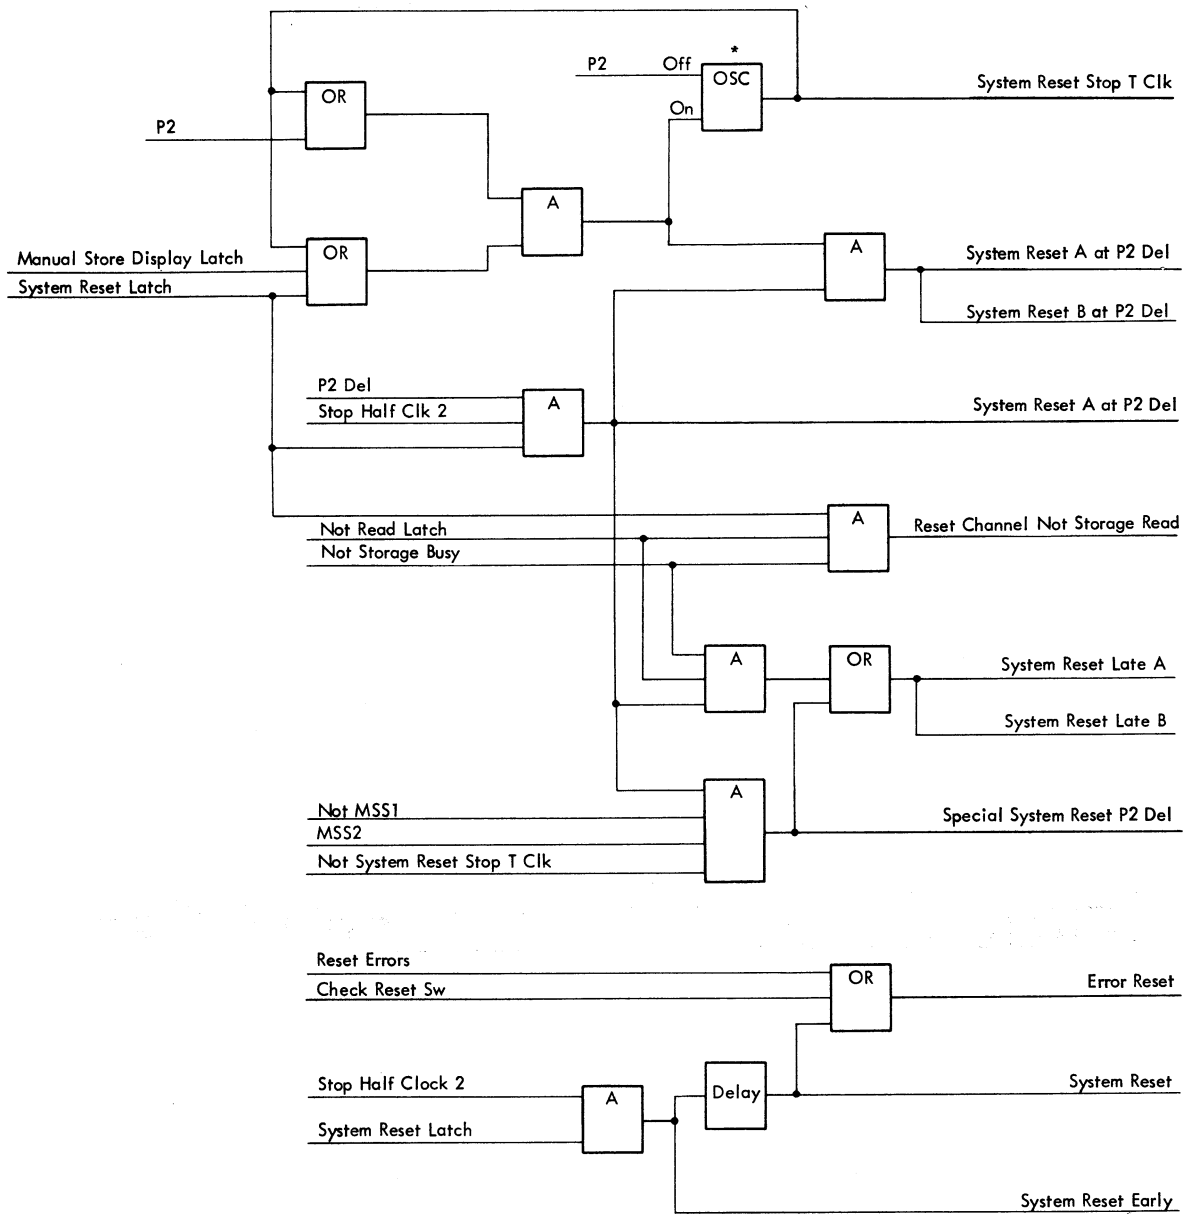 *
P2 Off
OSC
System Reset Stop T Clk
OR
On
P2
A
Manual Store Display Latch
OR
A
System Reset A at P2 Del
System Reset Latch
System Reset B at P2 Del
P2 Del
A
Stop Half Clk 2
System Reset A at P2 Del
A
Not Read Latch
Reset Channel Not Storage Read
Not Storage Busy
A
OR
System Reset Late A
System Reset Late B
A
Not MSS1
Special System Reset P2 Del
MSS2
Not System Reset Stop T Clk
Reset Errors
OR
Check Reset Sw
Error Reset
Stop Half Clock 2
A
Delay
System Reset
System Reset Latch
System Reset Early